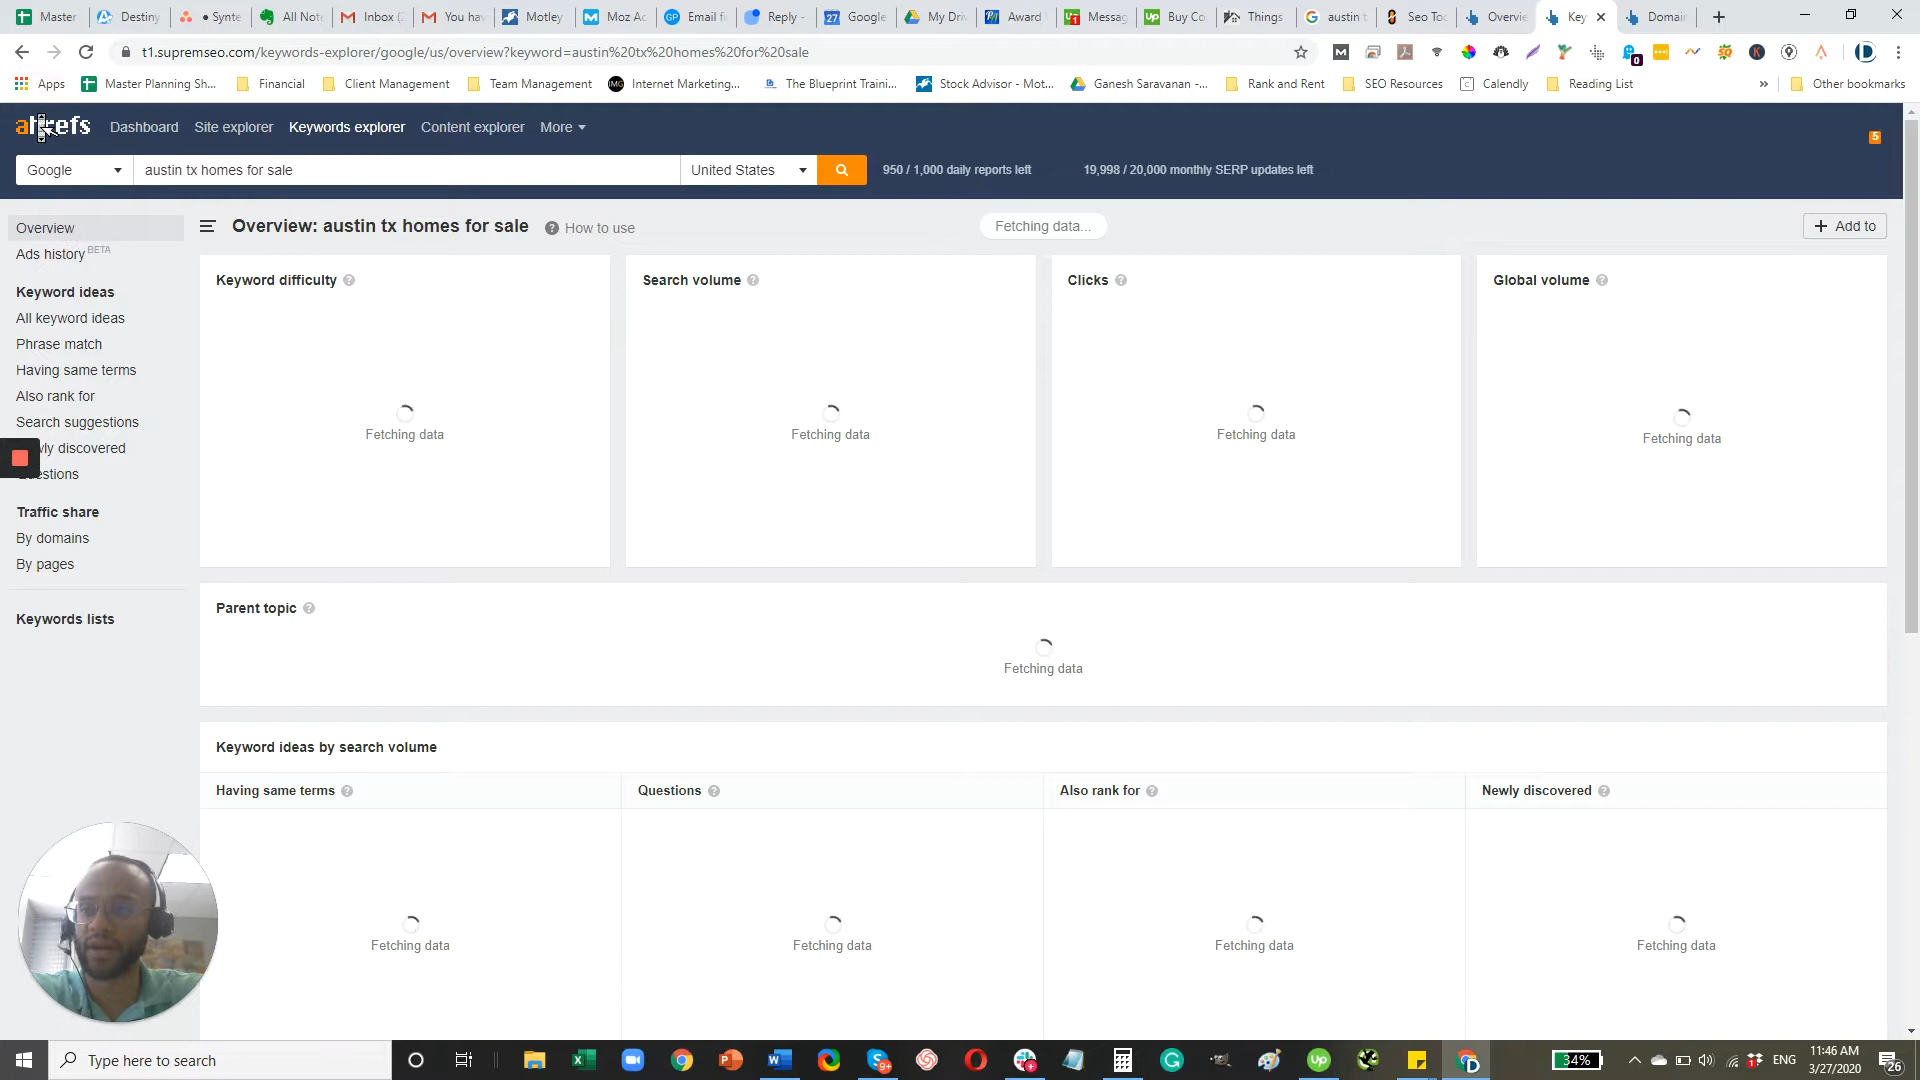 Master
Destiny
Synte
All Not
Inbox (
You hav
Motley
Moz Ac
Email fi
Reply -
Google
My Driv
Award
Messag
Buy Co
Things
austin t
Seo Too
Overvie
Key
Domain
t1.supremseo.com/keywords-explorer/google/us/overview?keyword=austin%20tx%20homes%20for%20sale
Apps
Master Planning Sh...
Financial
Client Management
Team Management
Internet Marketing...
The Blueprint Traini...
Stock Advisor - Mot...
Ganesh Saravanan -...
Rank and Rent
SEO Resources
Calendly
Reading List
»
Other bookmarks
ahrefs
Dashboard
Site explorer
Keywords explorer
Content explorer
More
5
Google
austin tx homes for sale
United States
950 / 1,000 daily reports left
19,998 / 20,000 monthly SERP updates left
Overview
Ads history BETA
Keyword ideas
All keyword ideas
Phrase match
Having same terms
Also rank for
Search suggestions
wly discovered
estions
Traffic share
By domains
By pages
Keywords lists
Overview: austin tx homes for sale
How to use
Fetching data...
+ Add to
Keyword difficulty
Fetching data
Search volume
Fetching data
Clicks
Fetching data
Global volume
Fetching data
Parent topic
Fetching data
Keyword ideas by search volume
Having same terms
Questions
Also rank for
Newly discovered
Fetching data
Fetching data
Fetching data
Fetching data
Type here to search
34%
ENG
11:46 AM
3/27/2020
26